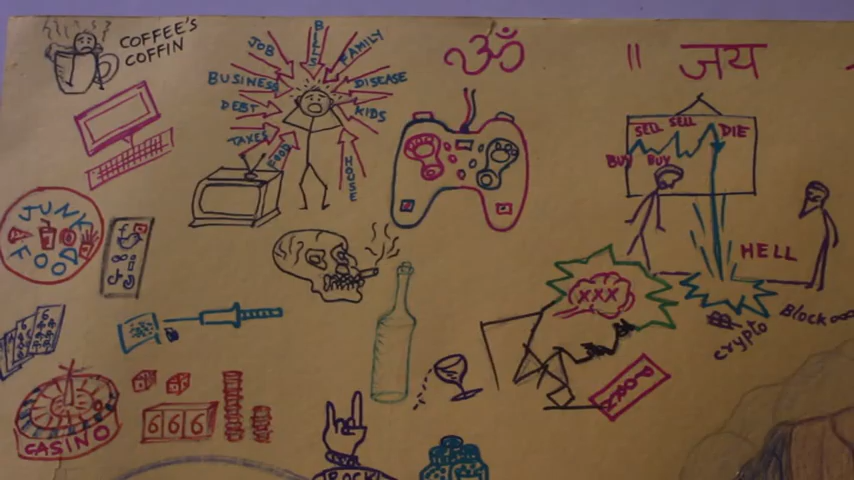 COFFEE'S
COFFIN
JOB
BILLS
FAMILY
BUSINESS
DISEASE
DEBT
KIDS
TAXES
FOOD
HOUSE
ॐ
॥ जय
BUY
SELL
BUY
SELL
DIE
HELL
crypto
Block
JUNK
FOOD
f
XXX
PORN
666
CASINO
ROCK!